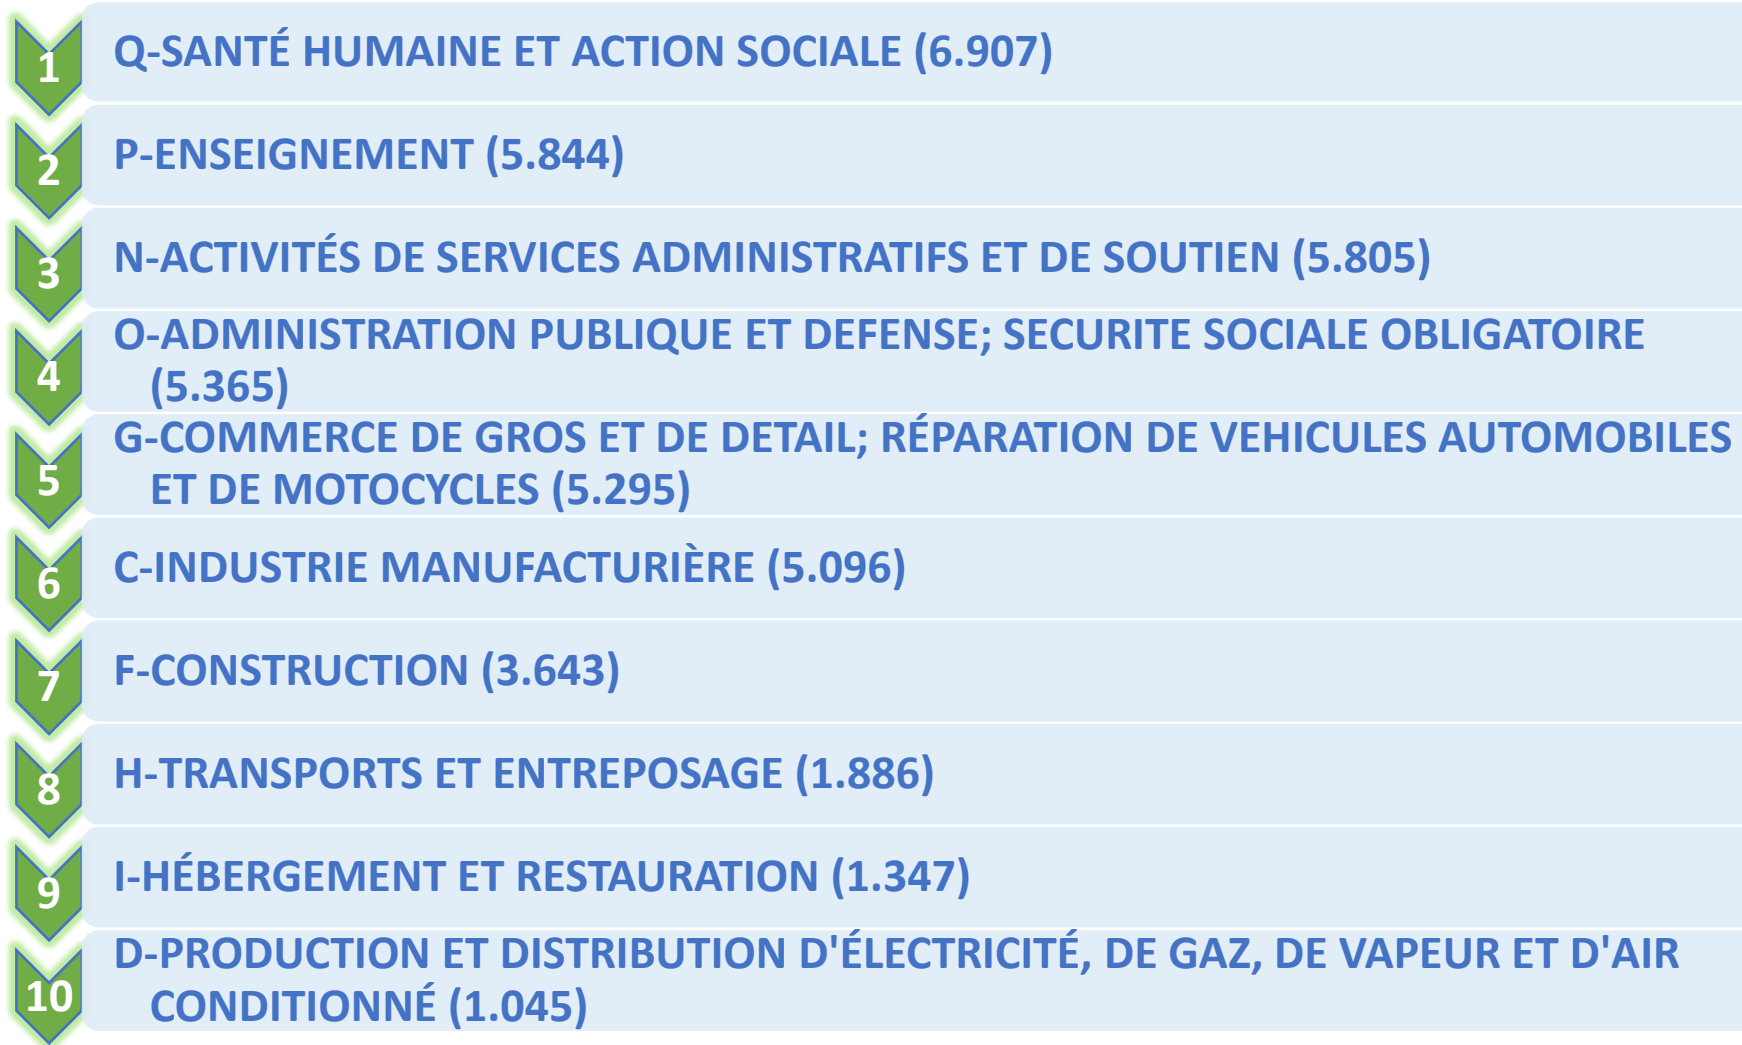 1
Q-SANTÉ HUMAINE ET ACTION SOCIALE (6.907)
2
P-ENSEIGNEMENT (5.844)
3
N-ACTIVITÉS DE SERVICES ADMINISTRATIFS ET DE SOUTIEN (5.805)
4
O-ADMINISTRATION PUBLIQUE ET DEFENSE; SECURITE SOCIALE OBLIGATOIRE
(5.365)
5
G-COMMERCE DE GROS ET DE DETAIL; RÉPARATION DE VEHICULES AUTOMOBILES
ET DE MOTOCYCLES (5.295)
6
C-INDUSTRIE MANUFACTURIÈRE (5.096)
7
F-CONSTRUCTION (3.643)
8
H-TRANSPORTS ET ENTREPOSAGE (1.886)
9
I-HÉBERGEMENT ET RESTAURATION (1.347)
10
D-PRODUCTION ET DISTRIBUTION D'ÉLECTRICITÉ, DE GAZ, DE VAPEUR ET D'AIR
CONDITIONNÉ (1.045)